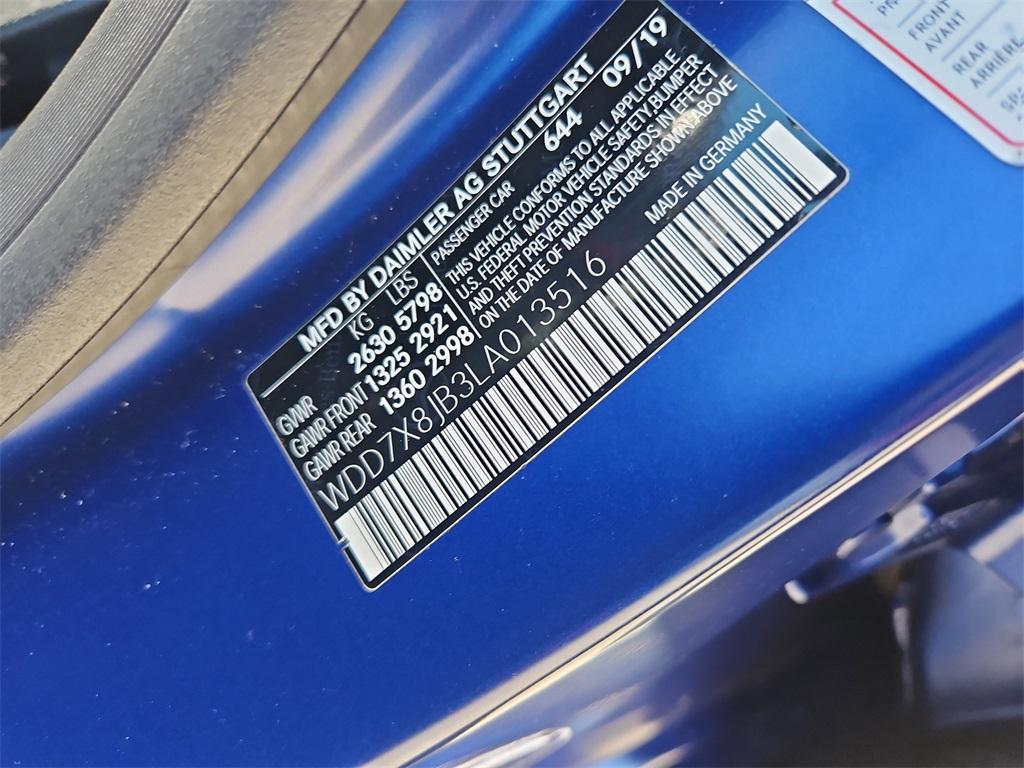 MFD BY DAIMLER AG STUTTGART
KG LBS
PASSENGER CAR 644 09/19
GVWR 2630 5798
GAWR FRONT 1325 2921
GAWR REAR 1360 2998
THIS VEHICLE CONFORMS TO ALL APPLICABLE
U.S. FEDERAL MOTOR VEHICLE SAFETY BUMPER
AND THEFT PREVENTION STANDARDS IN EFFECT
ON THE DATE OF MANUFACTURE SHOWN ABOVE
WDD7X8JB3LA013516
MADE IN GERMANY
FRONT
AVANT
REAR
ARRIÈRE